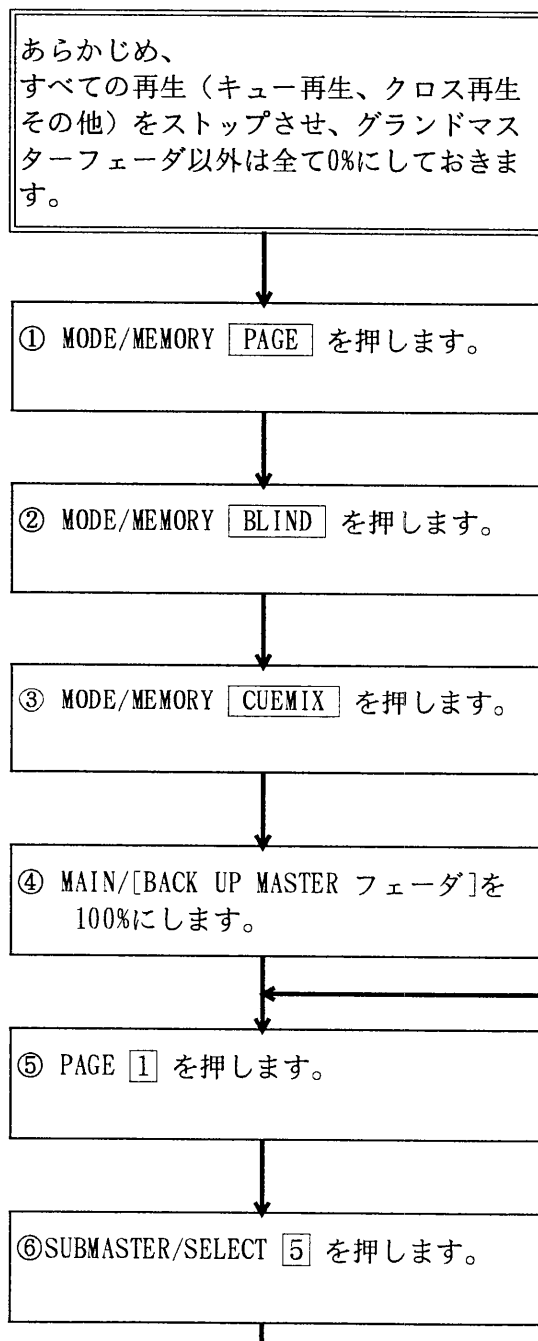 あらかじめ、
すべての再生（キュー再生、クロス再生
その他）をストップさせ、グランドマス
ターフェーダ以外は全て0%にしておきま
す。
① MODE/MEMORY PAGE を押します。
② MODE/MEMORY BLIND を押します。
③ MODE/MEMORY CUEMIX を押します。
④ MAIN/[BACK UP MASTER フェーダ]を
100%にします。
⑤ PAGE 1 を押します。
⑥SUBMASTER/SELECT 5 を押します。